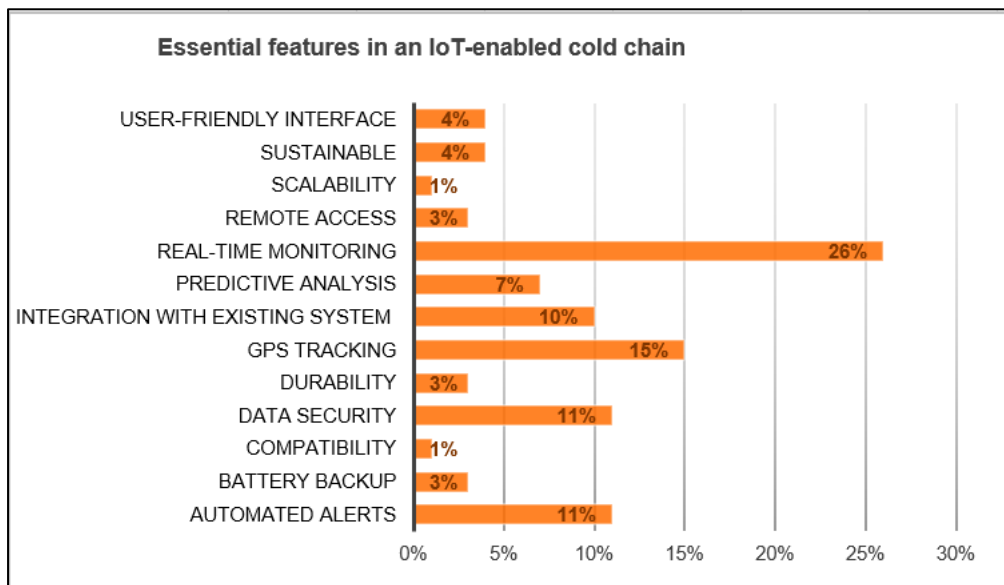 Essential features in an IoT-enabled cold chain
USER-FRIENDLY INTERFACE 4%
SUSTAINABLE 4%
SCALABILITY 1%
REMOTE ACCESS 3%
REAL-TIME MONITORING 26%
PREDICTIVE ANALYSIS 7%
INTEGRATION WITH EXISTING SYSTEM 10%
GPS TRACKING 15%
DURABILITY 3%
DATA SECURITY 11%
COMPATIBILITY 1%
BATTERY BACKUP 3%
AUTOMATED ALERTS 11%
0% 5% 10% 15% 20% 25% 30%